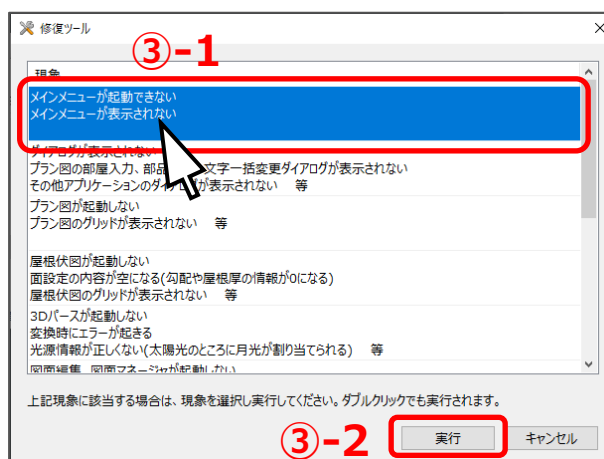 修復ツール
③-1
現象
メインメニューが起動できない
メインメニューが表示されない
ダイアログが表示されない
プラン図の部屋入力、部品 文字一括変更ダイアログが表示されない
その他アプリケーションのダイアログが表示されない 等
プラン図が起動しない
プラン図のグリッドが表示されない 等
屋根伏図が起動しない
面設定の内容が空になる(勾配や屋根厚の情報が0になる)
屋根伏図のグリッドが表示されない 等
3Dパースが起動しない
変換時にエラーが起きる
光源情報が正しくない(太陽光のところに月光が割り当てられる) 等
図面編集、図面マネージャが起動しない
上記現象に該当する場合は、現象を選択し実行してください。ダブルクリックでも実行されます。
③-2
実行
キャンセル